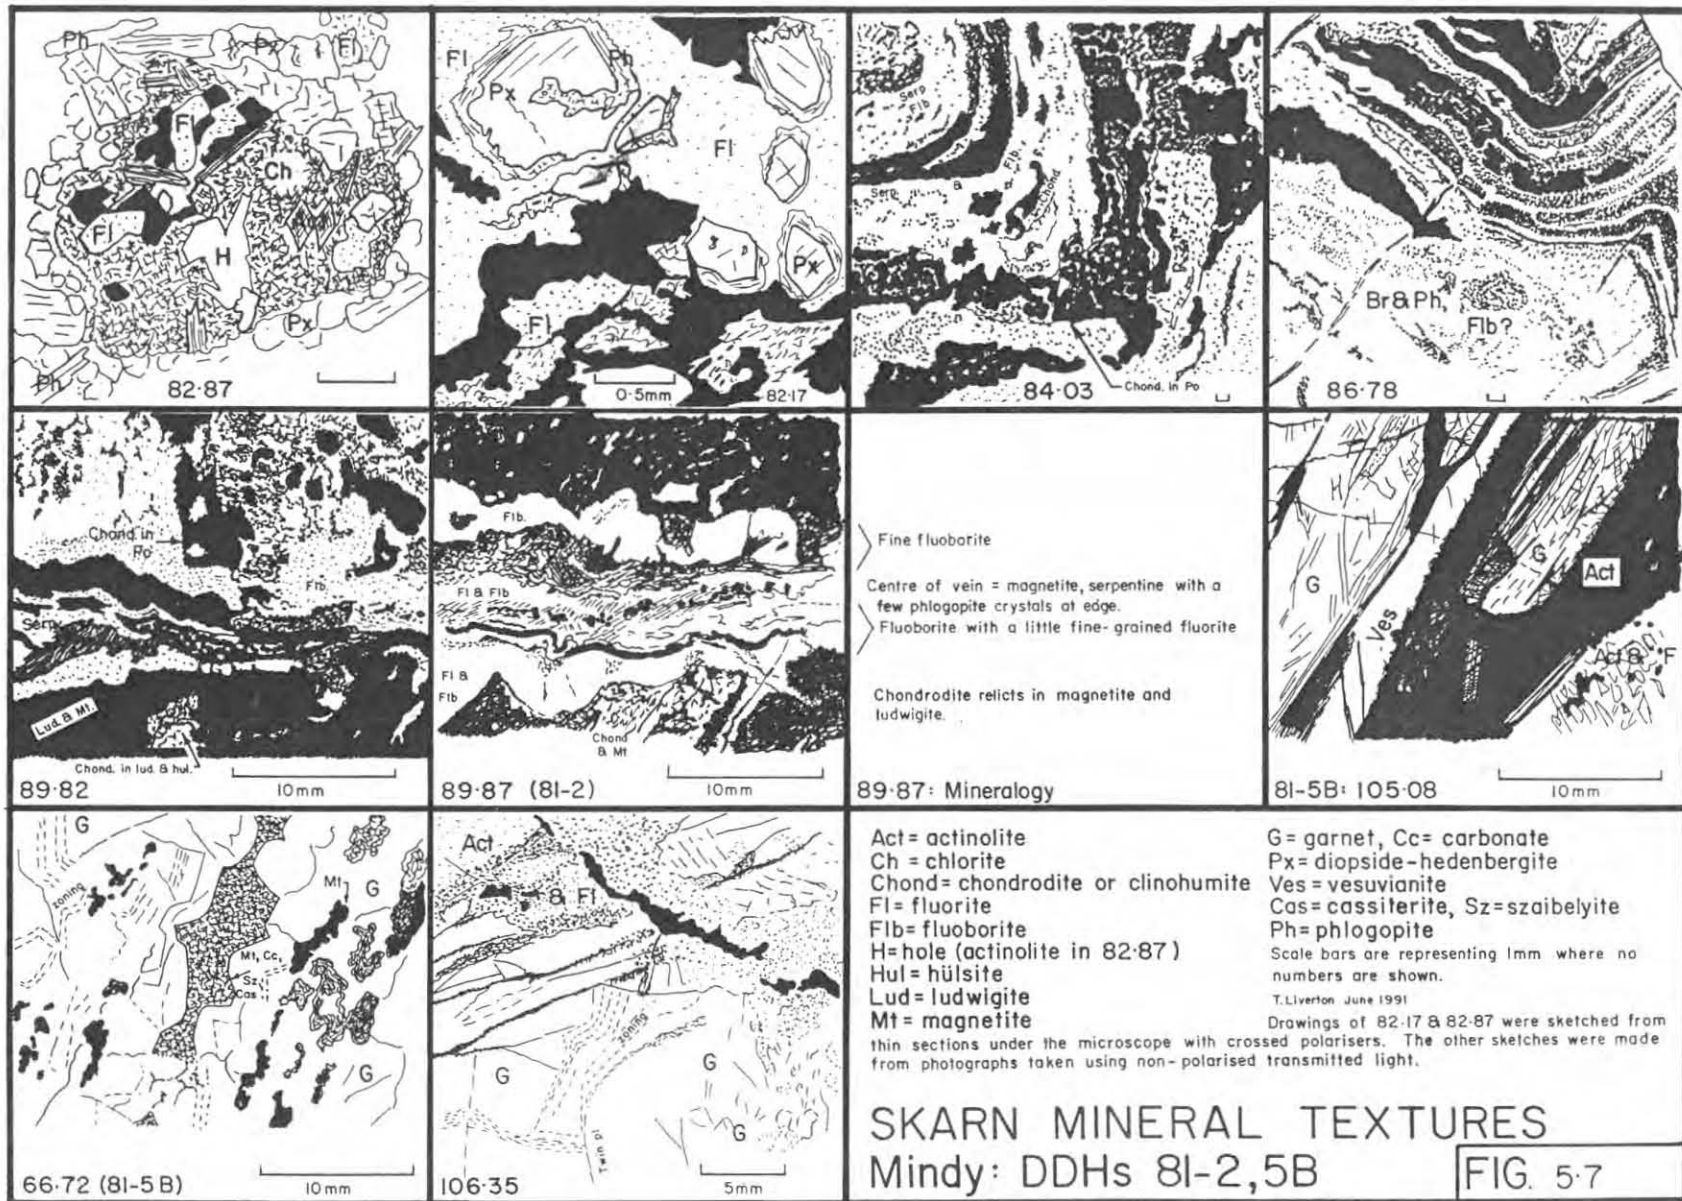 Ph
Px
Fl
Fl
Ch
Fl
H
Px
Ph
82·87
Fl
Ph
Px
Fl
Px
Fl
0·5mm
82·17
Serp
Flb
Flb
Serp.
&
Chond
84·03
Chond. in Po
Br & Ph,
Flb?
86·78
Chond. in
Po
Flb.
Serp.
Lud. & Mt.
Chond. in lud. & hul.
89·82
10mm
Flb.
Fl & Flb
Fl &
Flb
Chond
& Mt
89·87 (81-2)
10mm
Fine fluoborite
Centre of vein = magnetite, serpentine with a
few phlogopite crystals at edge.
Fluoborite with a little fine-grained fluorite
Chondrodite relicts in magnetite and
ludwigite.
89·87: Mineralogy
H
G
G
Act
Ves
Act & F
81-5B: 105·08
10mm
G
zoning
Mt
G
Mt, Cc,
Sz
Cas
G
66·72 (81-5B)
10mm
Act
& Fl
zoning
G
G
Twin pl
G
106·35
5mm
Act = actinolite
Ch = chlorite
Chond = chondrodite or clinohumite
Fl = fluorite
Flb = fluoborite
H = hole (actinolite in 82·87)
Hul = hülsite
Lud = ludwigite
Mt = magnetite
G = garnet, Cc = carbonate
Px = diopside-hedenbergite
Ves = vesuvianite
Cas = cassiterite, Sz = szaibelyite
Ph = phlogopite
Scale bars are representing 1mm where no
numbers are shown.
T. Liverton June 1991
Drawings of 82·17 & 82·87 were sketched from
thin sections under the microscope with crossed polarisers. The other sketches were made
from photographs taken using non-polarised transmitted light.
SKARN MINERAL TEXTURES
Mindy: DDHs 81-2,5B
FIG. 5·7